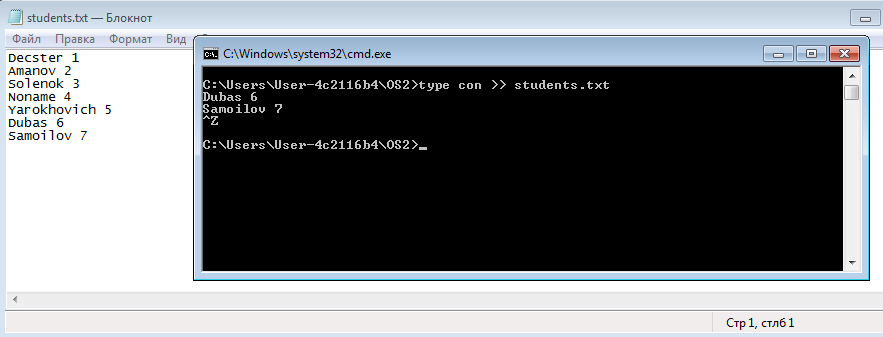 students.txt — Блокнот
Файл Правка Формат Вид
Decster 1
Amanov 2
Solenok 3
Noname 4
Yarokhovich 5
Dubas 6
Samoilov 7
C:\Windows\system32\cmd.exe
C:\Users\User-4c2116b4\OS2>type con >> students.txt
Dubas 6
Samoilov 7
^Z
C:\Users\User-4c2116b4\OS2>_
Стр 1, стлб 1